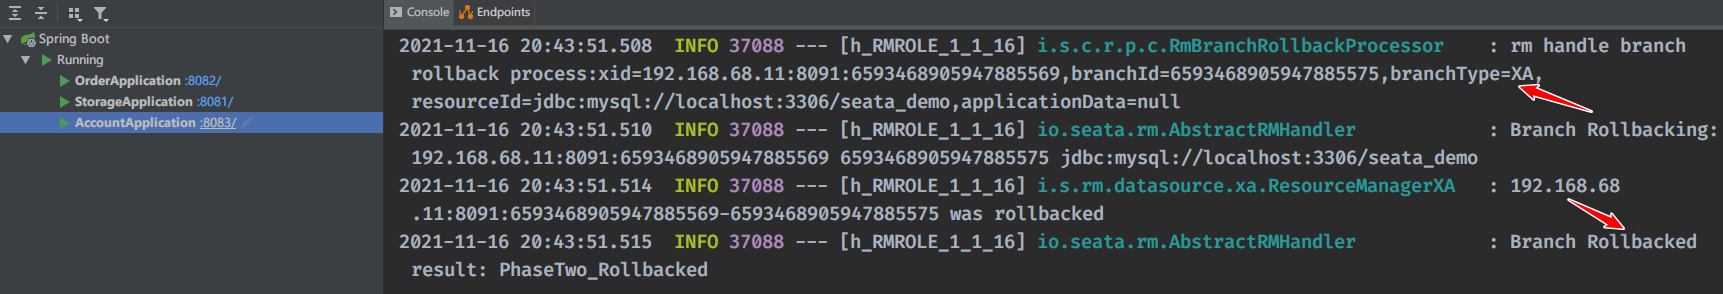 Spring Boot
Running
OrderApplication :8082/
StorageApplication :8081/
AccountApplication :8083/
Console Endpoints
2021-11-16 20:43:51.508 INFO 37088 --- [h_RMROLE_1_1_16] i.s.c.r.p.c.RmBranchRollbackProcessor : rm handle branch
rollback process:xid=192.168.68.11:8091:6593468905947885569,branchId=6593468905947885575,branchType=XA,
resourceId=jdbc:mysql://localhost:3306/seata_demo,applicationData=null
2021-11-16 20:43:51.510 INFO 37088 --- [h_RMROLE_1_1_16] io.seata.rm.AbstractRMHandler : Branch Rollbacking:
192.168.68.11:8091:6593468905947885569 6593468905947885575 jdbc:mysql://localhost:3306/seata_demo
2021-11-16 20:43:51.514 INFO 37088 --- [h_RMROLE_1_1_16] i.s.rm.datasource.xa.ResourceManagerXA : 192.168.68
.11:8091:6593468905947885569-6593468905947885575 was rollbacked
2021-11-16 20:43:51.515 INFO 37088 --- [h_RMROLE_1_1_16] io.seata.rm.AbstractRMHandler : Branch Rollbacked
result: PhaseTwo_Rollbacked